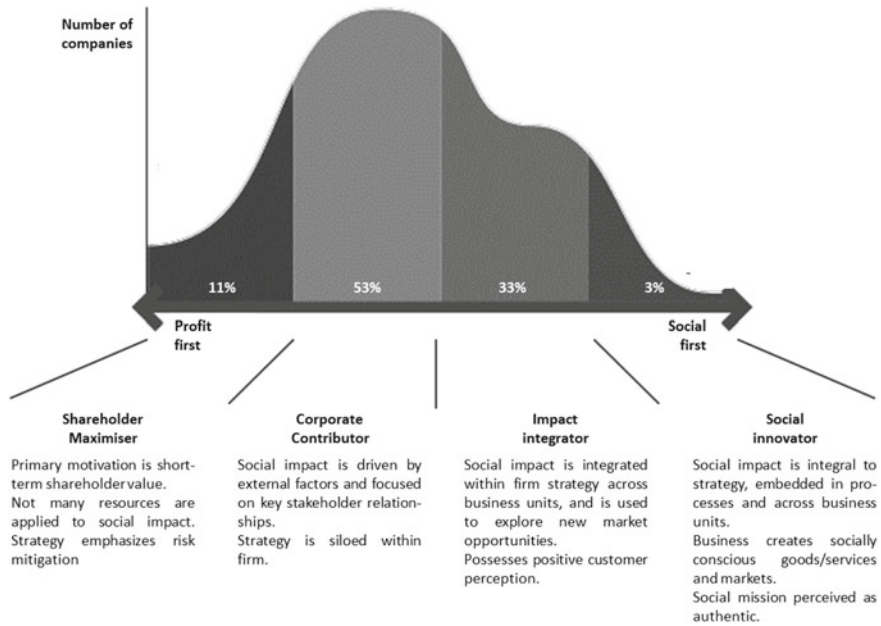 Number of
companies
11%
53%
33%
3%
Profit
first
Social
first
Shareholder
Maximiser
Primary motivation is short-
term shareholder value.
Not many resources are
applied to social impact.
Strategy emphasizes risk
mitigation
Corporate
Contributor
Social impact is driven by
external factors and focused
on key stakeholder relation-
ships.
Strategy is siloed within
firm.
Impact
integrator
Social impact is integrated
within firm strategy across
business units, and is used
to explore new market
opportunities.
Possesses positive customer
perception.
Social
innovator
Social impact is integral to
strategy, embedded in pro-
cesses and across business
units.
Business creates socially
conscious goods/services
and markets.
Social mission perceived as
authentic.